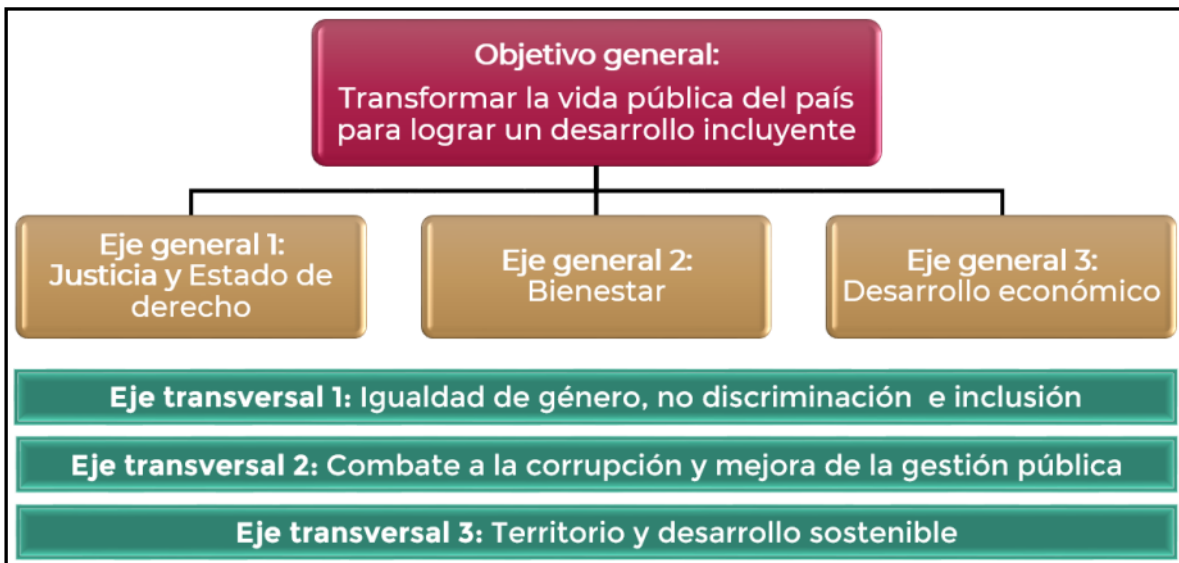 Objetivo general:
Transformar la vida pública del país
para lograr un desarrollo incluyente
Eje general 1:
Justicia y Estado de
derecho
Eje general 2:
Bienestar
Eje general 3:
Desarrollo económico
Eje transversal 1: Igualdad de género, no discriminación e inclusión
Eje transversal 2: Combate a la corrupción y mejora de la gestión pública
Eje transversal 3: Territorio y desarrollo sostenible